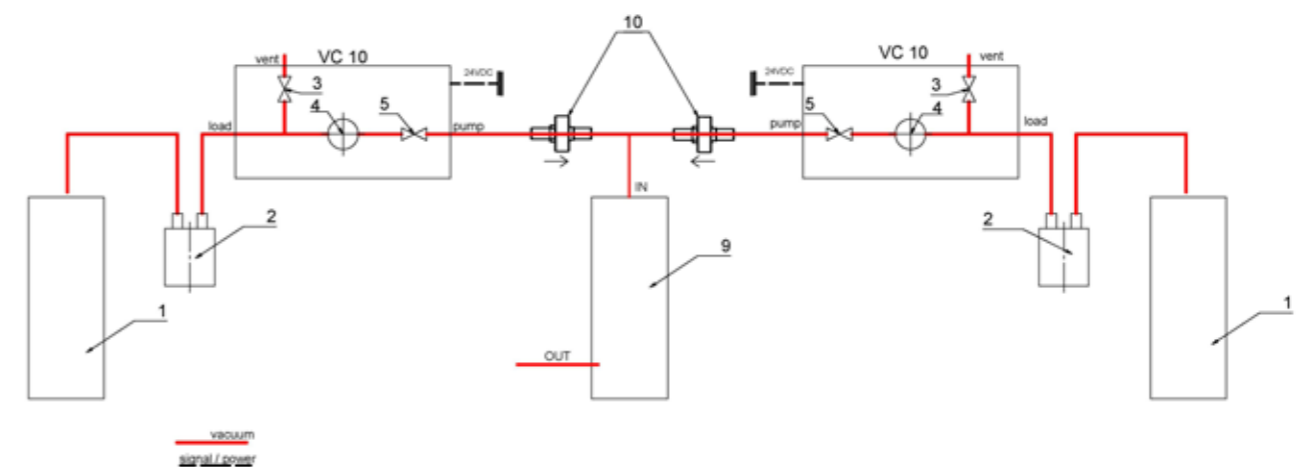 10
VC 10
VC 10
vent
24VDC
24VDC
vent
3
3
4
5
5
4
load
pump
pump
load
IN
2
2
9
1
1
OUT
vacuum
signal / power